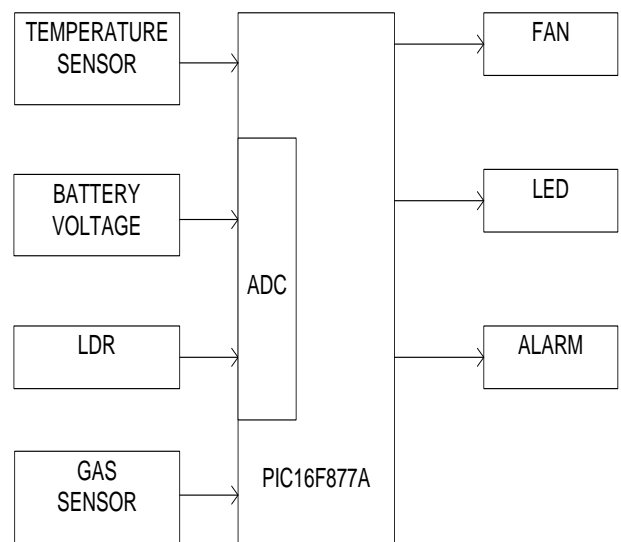 TEMPERATURE
SENSOR
BATTERY
VOLTAGE
LDR
GAS
SENSOR
ADC
PIC16F877A
FAN
LED
ALARM